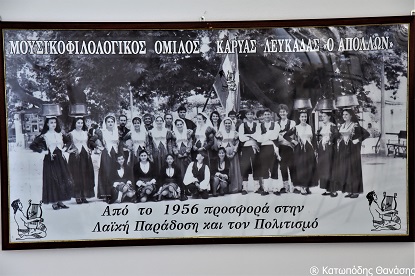 ΜΟΥΣΙΚΟΦΙΛΟΛΟΓΙΚΟΣ ΟΜΙΛΟΣ ΚΑΡΥΑΣ ΛΕΥΚΑΔΑΣ «Ο ΑΠΟΛΛΩΝ»
Από το 1956 προσφορά στην
Λαϊκή Παράδοση και τον Πολιτισμό
® Κατωπόδης Θανάσης